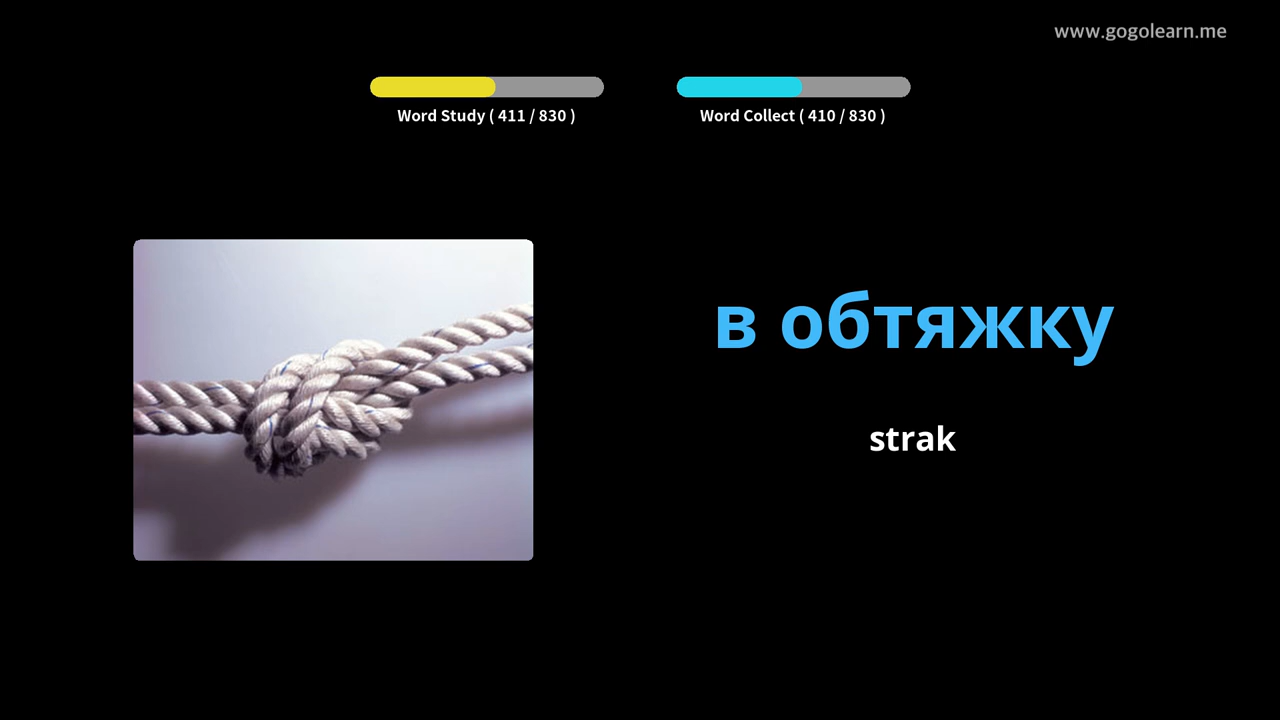 www.gogolearn.me
Word Study ( 411 / 830 )
Word Collect ( 410 / 830 )
в обтяжку
strak